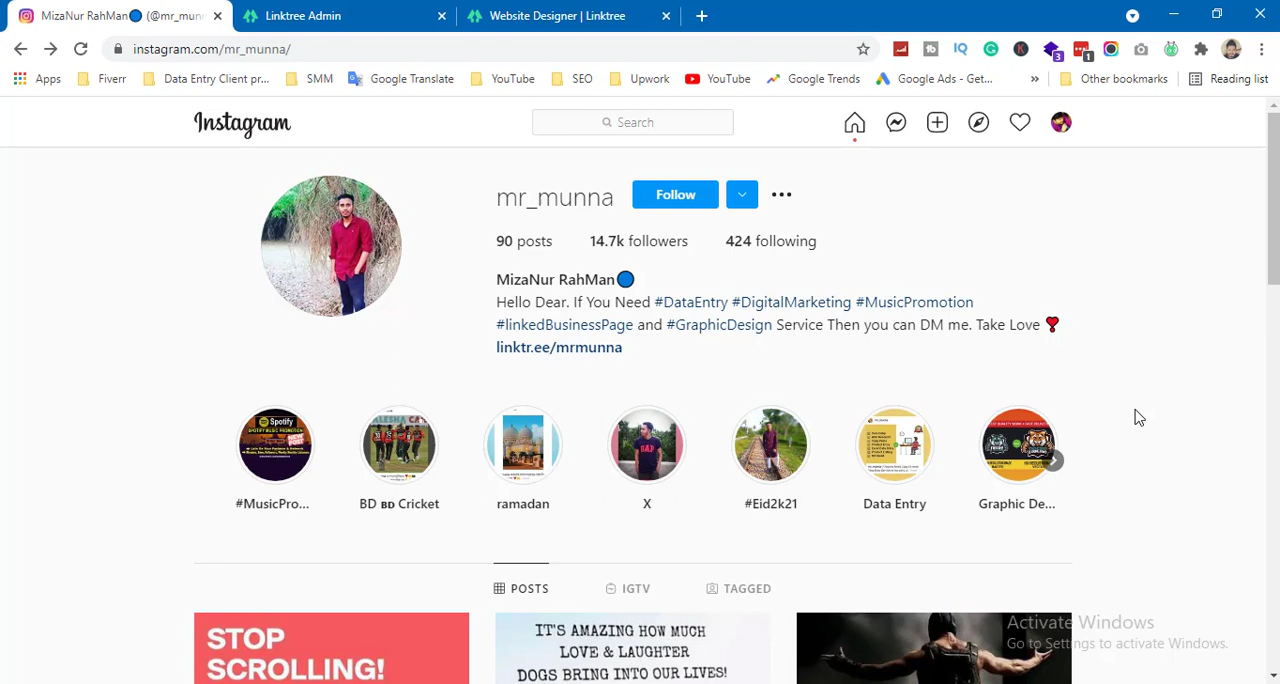 MizaNur RahMan🔵 (@mr_mun
Linktree Admin
Website Designer | Linktree
instagram.com/mr_munna/
IQ
3
1
Apps
Fiverr
Data Entry Client pr...
SMM
Google Translate
YouTube
SEO
Upwork
YouTube
Google Trends
Google Ads - Get...
»
Other bookmarks
Reading list
Instagram
Search
mr_munna
Follow
90 posts 14.7k followers 424 following
MizaNur RahMan🔵
Hello Dear. If You Need #DataEntry #DigitalMarketing #MusicPromotion
#linkedBusinessPage and #GraphicDesign Service Then you can DM me. Take Love ❣
linktr.ee/mrmunna
Spotify
#MusicPro...
BD ʙᴅ Cricket
ramadan
GAP
X
#Eid2k21
Data Entry
Graphic De...
POSTS
IGTV
TAGGED
STOP
SCROLLING!
IT'S AMAZING HOW MUCH
LOVE & LAUGHTER
DOGS BRING INTO OUR LIVES!
Activate Windows
Go to Settings to activate Windows.